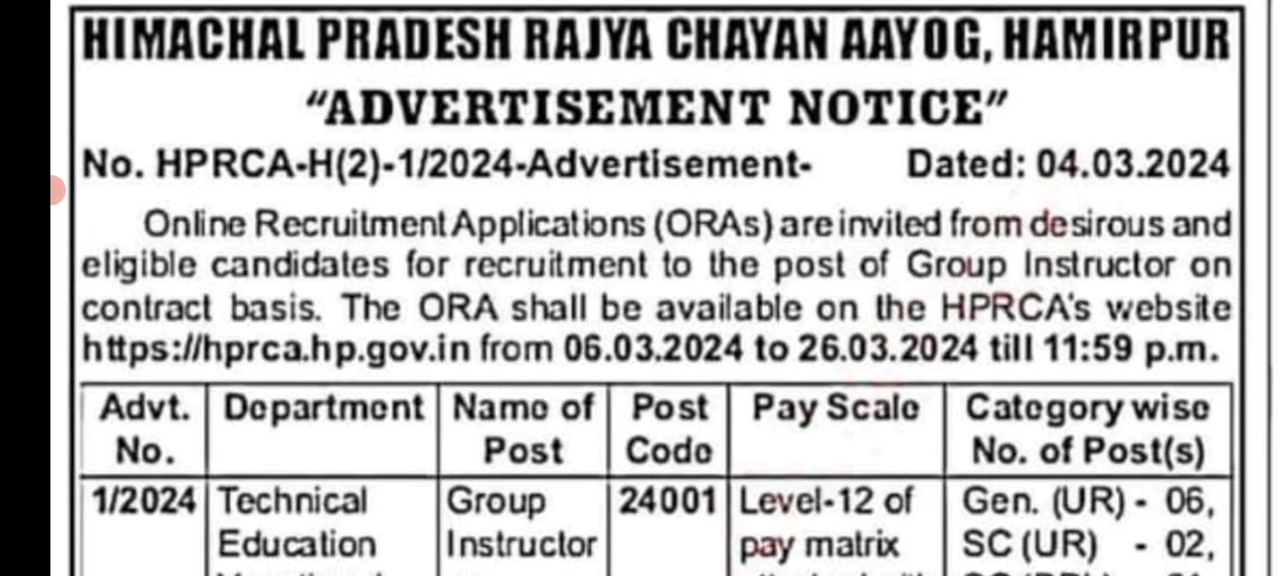 HIMACHAL PRADESH RAJYA CHAYAN AAYOG, HAMIRPUR
"ADVERTISEMENT NOTICE"
No. HPRCA-H(2)-1/2024-Advertisement- Dated: 04.03.2024
Online Recruitment Applications (ORAs) are invited from desirous and
eligible candidates for recruitment to the post of Group Instructor on
contract basis. The ORA shall be available on the HPRCA's website
https://hprca.hp.gov.in from 06.03.2024 to 26.03.2024 till 11:59 p.m.
Advt. Department Name of Post Pay Scale Category wise
No. Post Code No. of Post(s)
1/2024 Technical Group 24001 Level-12 of Gen. (UR) - 06,
Education Instructor pay matrix SC (UR) - 02,